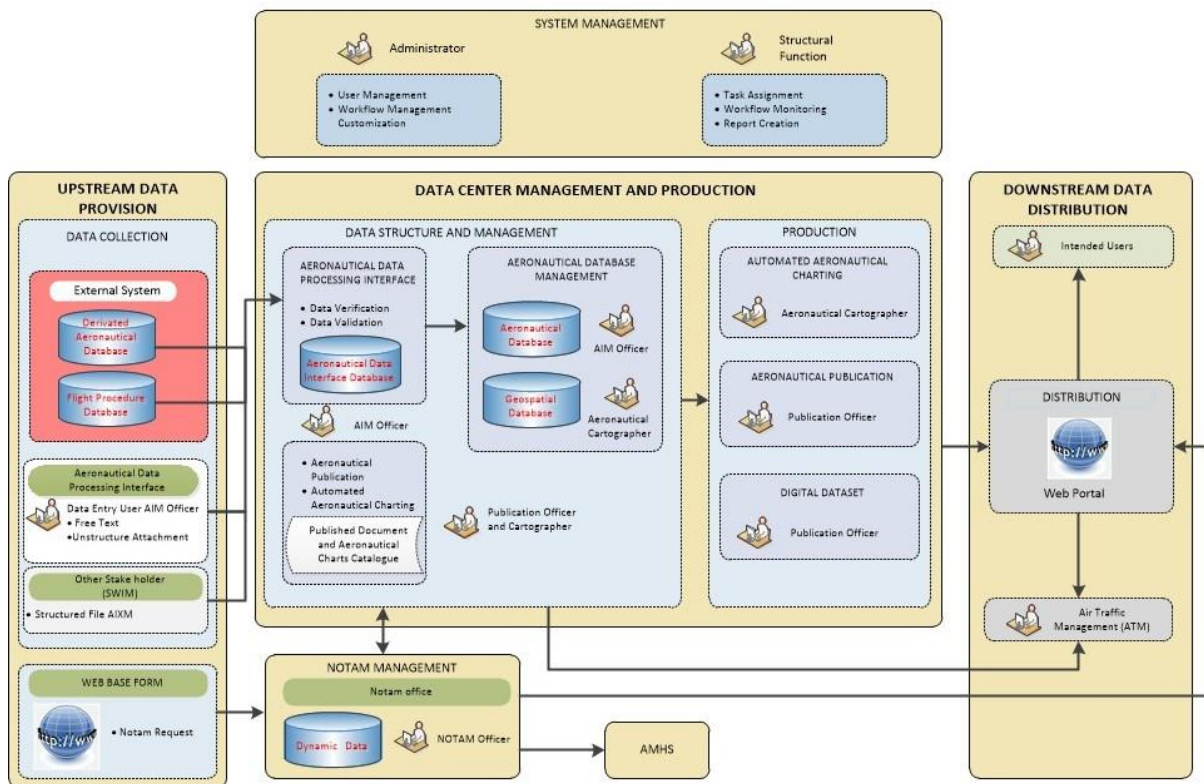 SYSTEM MANAGEMENT
Administrator
• User Management
• Workflow Management
Customization
Structural
Function
• Task Assignment
• Workflow Monitoring
• Report Creation
UPSTREAM DATA
PROVISION
DATA COLLECTION
External System
Derivated
Aeronautical
Database
Flight Procedure
Database
Aeronautical Data
Processing Interface
Data Entry User AIM Officer
• Free Text
•Unstructure Attachment
Other Stake holder
(SWIM)
• Structured File AIXM
WEB BASE FORM
http://ww
• Notam Request
DATA CENTER MANAGEMENT AND PRODUCTION
DATA STRUCTURE AND MANAGEMENT
AERONAUTICAL DATA
PROCESSING INTERFACE
• Data Verification
• Data Validation
Aeronautical Data
Interface Database
AIM Officer
AERONAUTICAL DATABASE
MANAGEMENT
Aeronautical
Database
AIM Officer
Geospatial
Database
Aeronautical
Cartographer
• Aeronautical
Publication
• Automated
Aeronautical Charting
Published Document
and Aeronautical
Charts Catalogue
Publication Officer
and Cartographer
PRODUCTION
AUTOMATED AERONAUTICAL
CHARTING
Aeronautical Cartographer
AERONAUTICAL PUBLICATION
Publication Officer
DIGITAL DATASET
Publication Officer
NOTAM MANAGEMENT
Notam office
Dynamic Data
NOTAM Officer
AMHS
DOWNSTREAM DATA
DISTRIBUTION
Intended Users
DISTRIBUTION
http://ww
Web Portal
Air Traffic
Management (ATM)